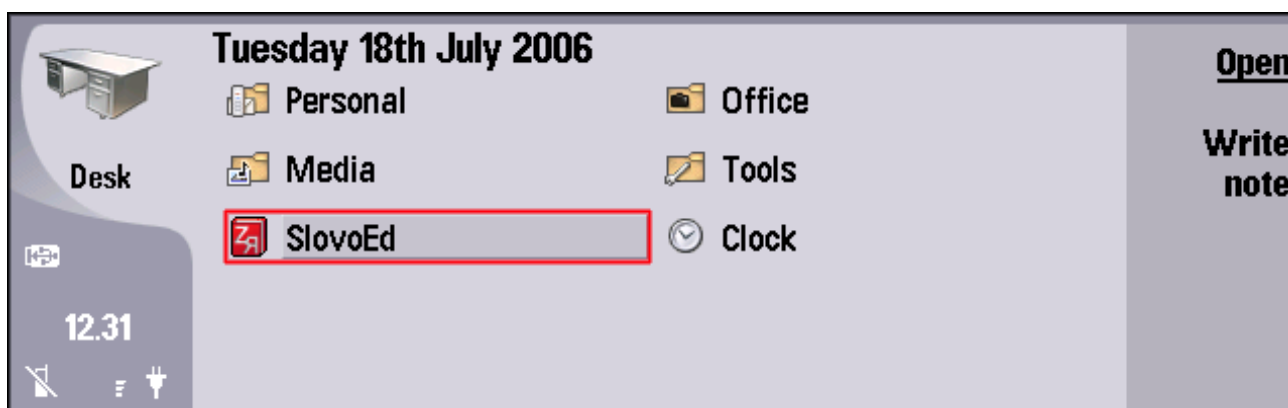 Tuesday 18th July 2006
Personal
Office
Media
Tools
SlovoEd
Clock
Desk
12.31
Open
Write
note